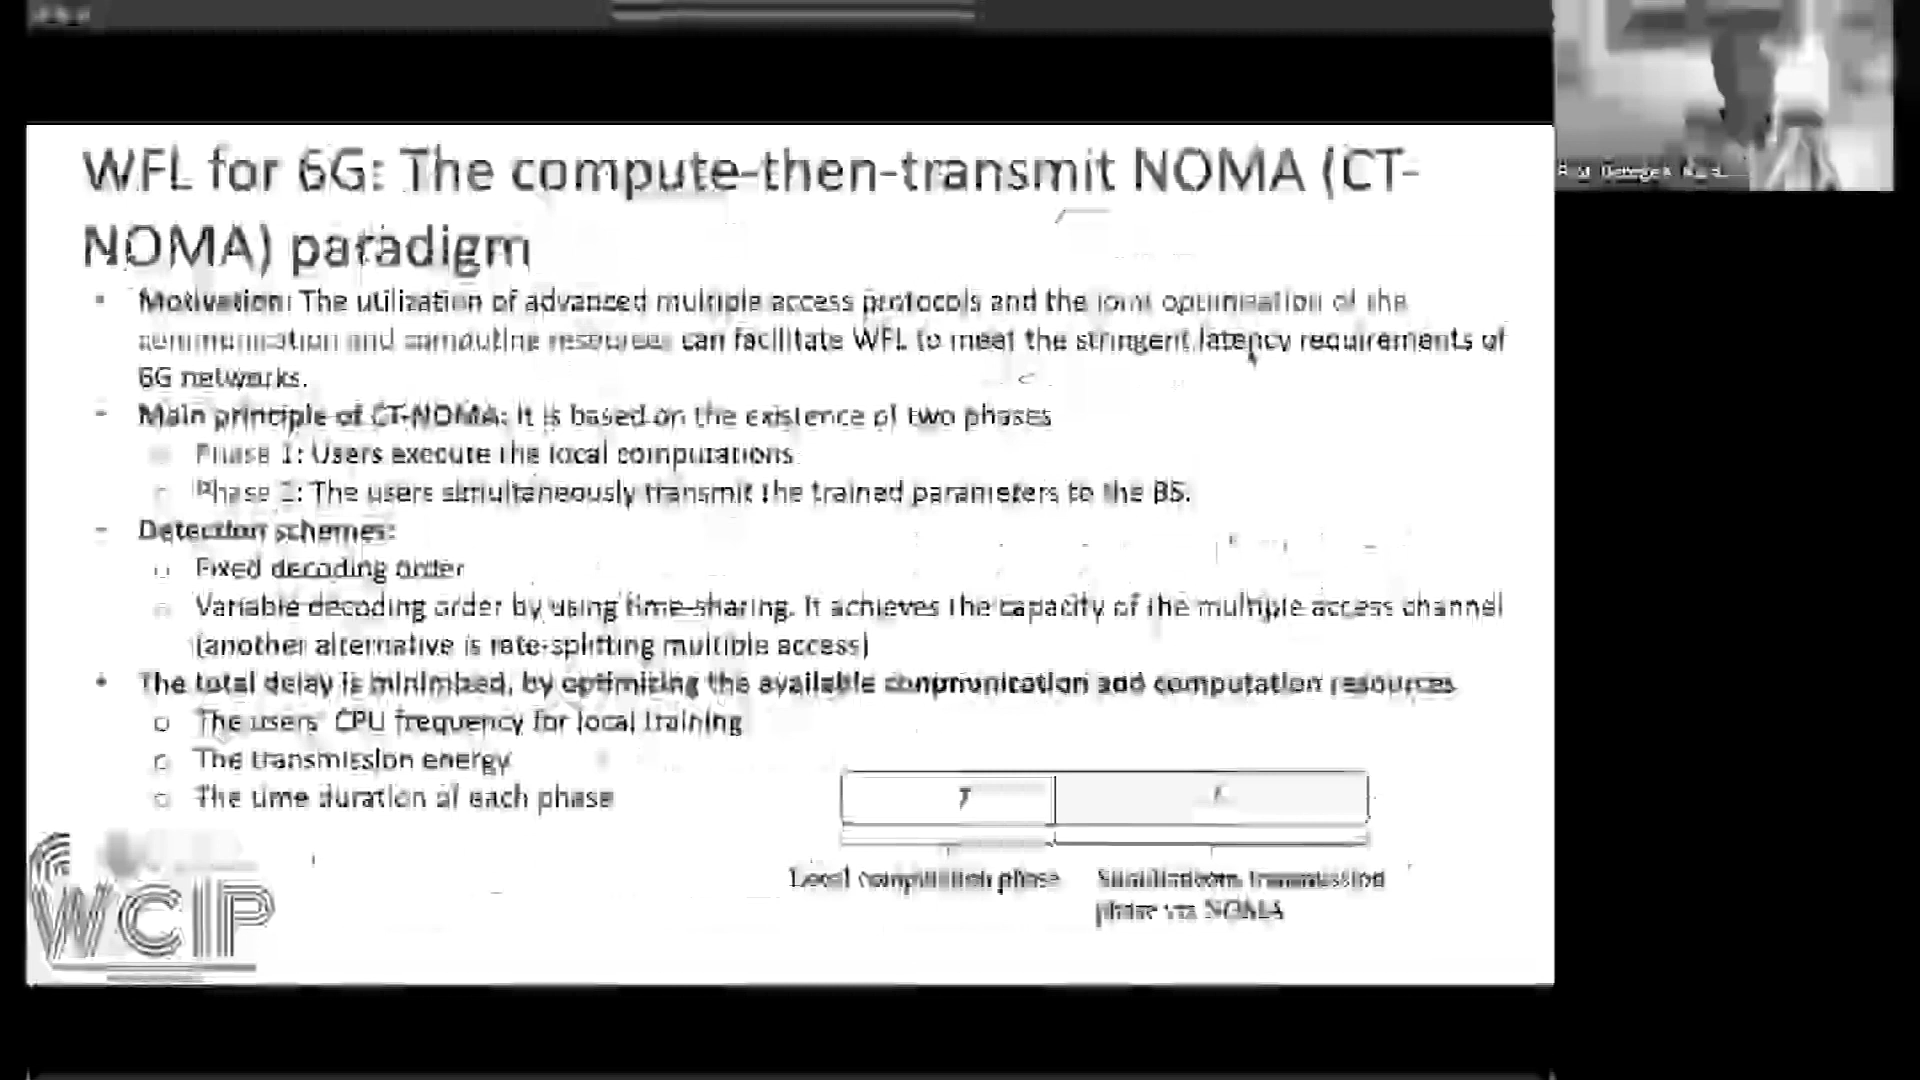 WFL for 6G: The compute-then-transmit NOMA (CT-
NOMA) paradigm
Motivation: The utilization of advanced multiple access protocols and the joint optimisation of the
communication and computing resources can facilitate WFL to meet the stringent latency requirements of
6G networks.
Main principle of CT-NOMA: It is based on the existence of two phases
Phase 1: Users execute the local computations
Phase 2: The users simultaneously transmit the trained parameters to the BS.
Detection schemes:
Fixed decoding order
Variable decoding order by using time-sharing. It achieves the capacity of the multiple access channel
(another alternative is rate-splitting multiple access)
The total delay is minimized, by optimizing the available communication and computation resources
The users' CPU frequency for local training
The transmission energy
The time duration of each phase
Local computation phase
Simultaneous transmission
phase via NOMA
WCIP